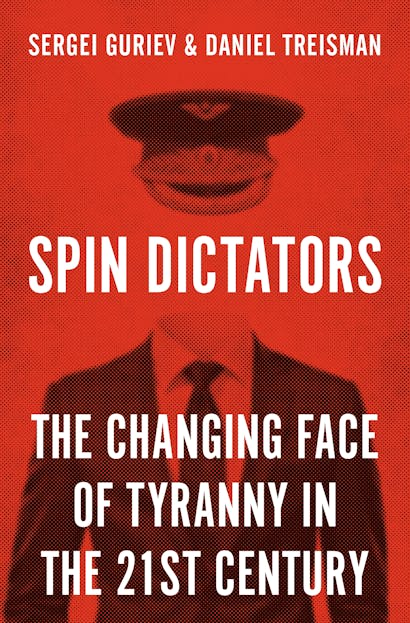 SERGEI GURIEV & DANIEL TREISMAN
SPIN DICTATORS
THE CHANGING FACE
OF TYRANNY IN
THE 21ST CENTURY